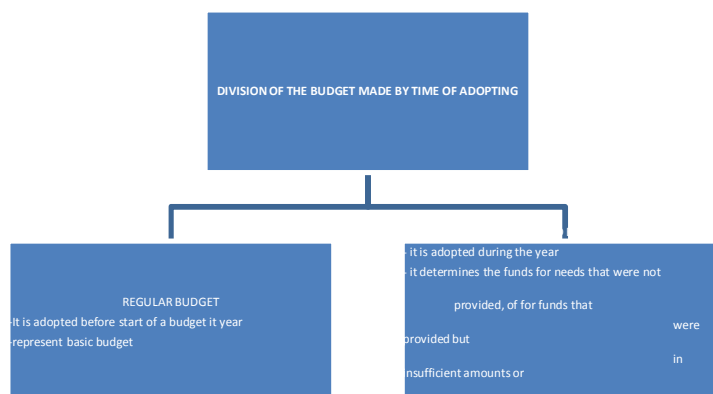 DIVISION OF THE BUDGET MADE BY TIME OF ADOPTING
REGULAR BUDGET
-It is adopted before start of a budget it year
-represent basic budget
- it is adopted during the year
- it determines the funds for needs that were not
provided, of for funds that
were
provided but
in
insufficient amounts or